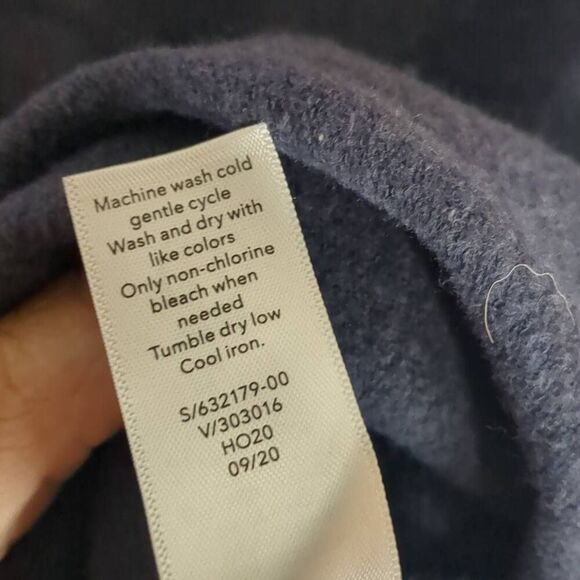 Machine wash cold
gentle cycle
Wash and dry with
like colors
Only non-chlorine
bleach when
needed
Tumble dry low
Cool iron.
S/632179-00
V/303016
HO20
09/20